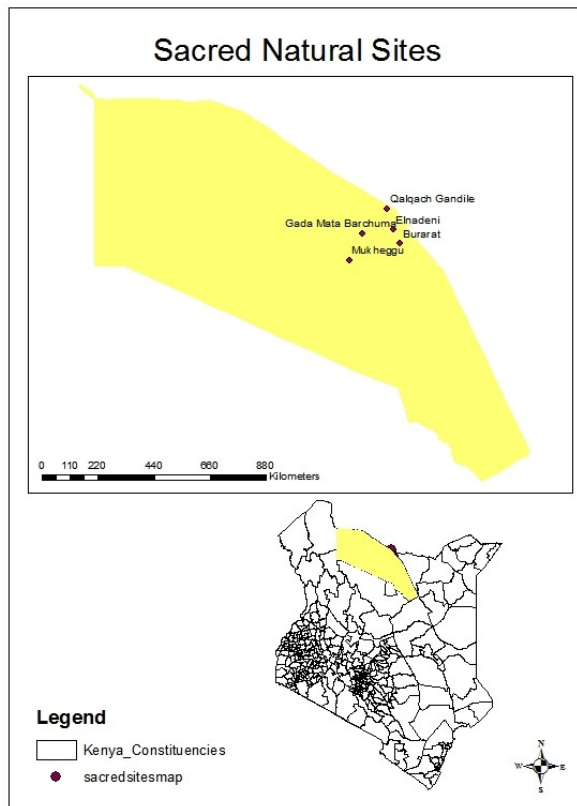 Sacred Natural Sites
Qalqach Gandile
Elnadeni
Gada Mata Barchuma
Burarat
Mukheggu
0 110 220 440 660 880
Kilometers
Legend
Kenya_Constituencies
sacredsitesmap
N
W E
S